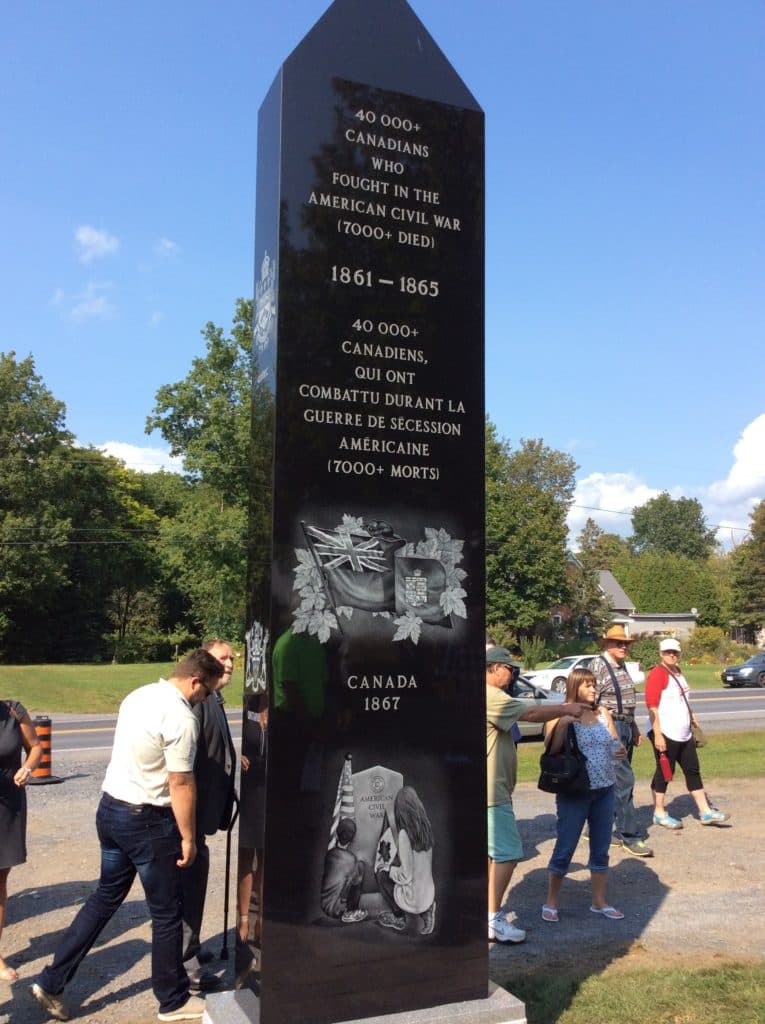 40 000+
CANADIANS
WHO
FOUGHT IN THE
AMERICAN CIVIL WAR
(7000+ DIED)
1861 – 1865
40 000+
CANADIENS,
QUI ONT
COMBATTU DURANT LA
GUERRE DE SÉCESSION
AMÉRICAINE
(7000+ MORTS)
CANADA
1867
AMERICAN
CIVIL
WAR